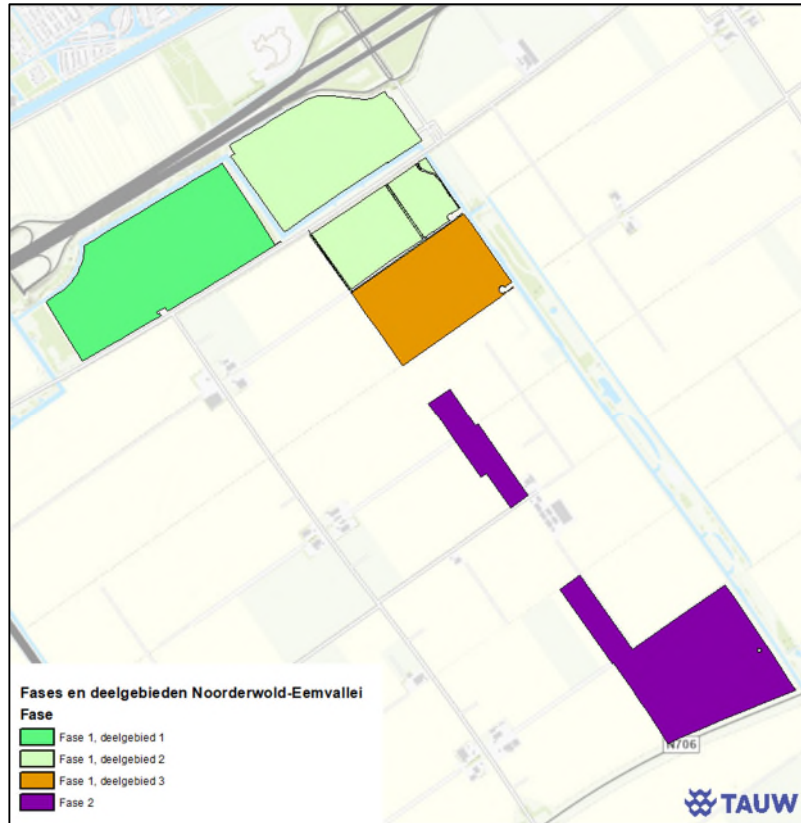 N706
Fases en deelgebieden Noorderwold-Eemvallei
Fase
Fase 1, deelgebied 1
Fase 1, deelgebied 2
Fase 1, deelgebied 3
Fase 2
TAUW